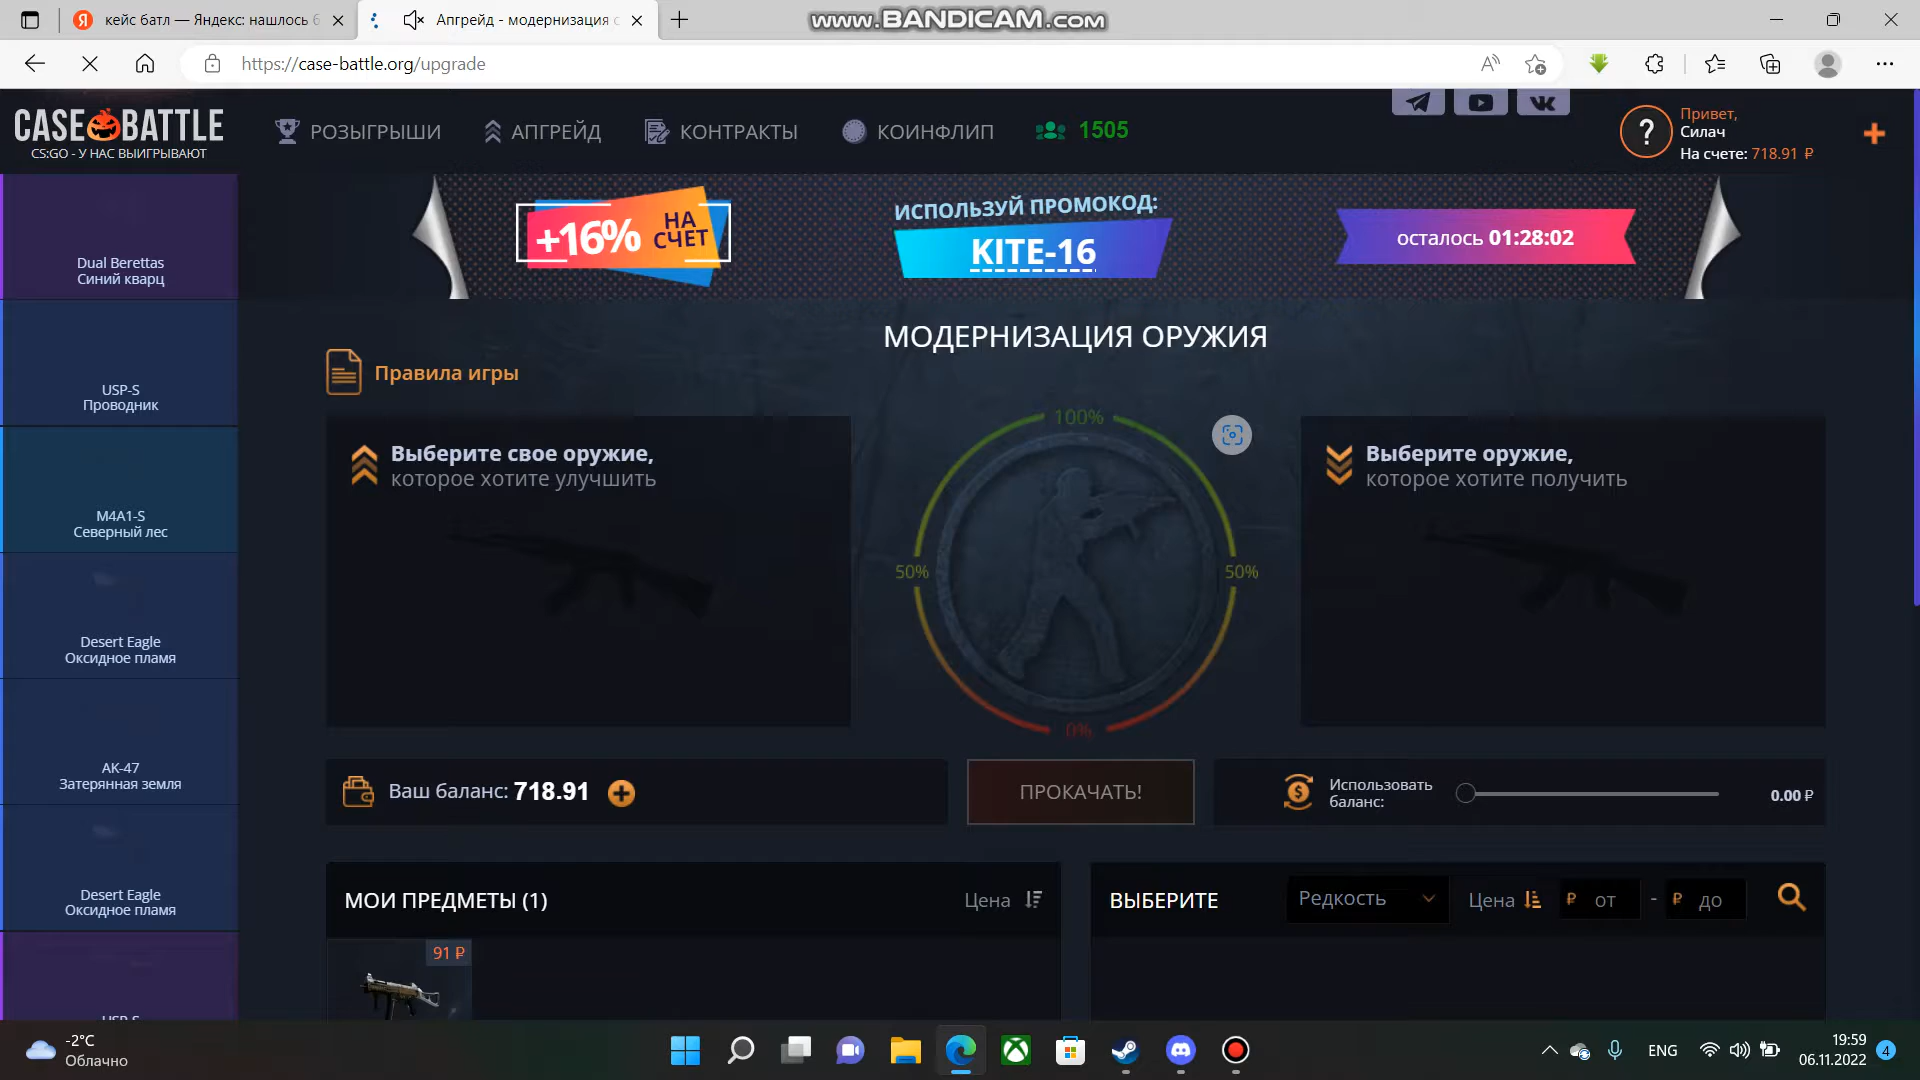 кейс батл — Яндекс: нашлось
Апгрейд - модернизация
www.BANDICAM.com
https://case-battle.org/upgrade
CASE BATTLE
CS:GO - У НАС ВЫИГРЫВАЮТ
РОЗЫГРЫШИ
АПГРЕЙД
КОНТРАКТЫ
КОИНФЛИП
1505
Привет,
Силач
На счете: 718.91 ₽
+16% НА СЧЕТ
ИСПОЛЬЗУЙ ПРОМОКОД:
KITE-16
осталось 01:28:02
Dual Berettas
Синий кварц
USP-S
Проводник
M4A1-S
Северный лес
Desert Eagle
Оксидное пламя
AK-47
Затерянная земля
Desert Eagle
Оксидное пламя
USP-S
МОДЕРНИЗАЦИЯ ОРУЖИЯ
Правила игры
Выберите свое оружие,
которое хотите улучшить
100%
50%
50%
0%
Выберите оружие,
которое хотите получить
Ваш баланс: 718.91
ПРОКАЧАТЬ!
Использовать
баланс:
0.00 ₽
МОИ ПРЕДМЕТЫ (1)
Цена
91 ₽
ВЫБЕРИТЕ
Редкость
Цена
₽ от - ₽ до
-2°C
Облачно
ENG
19:59
06.11.2022
4